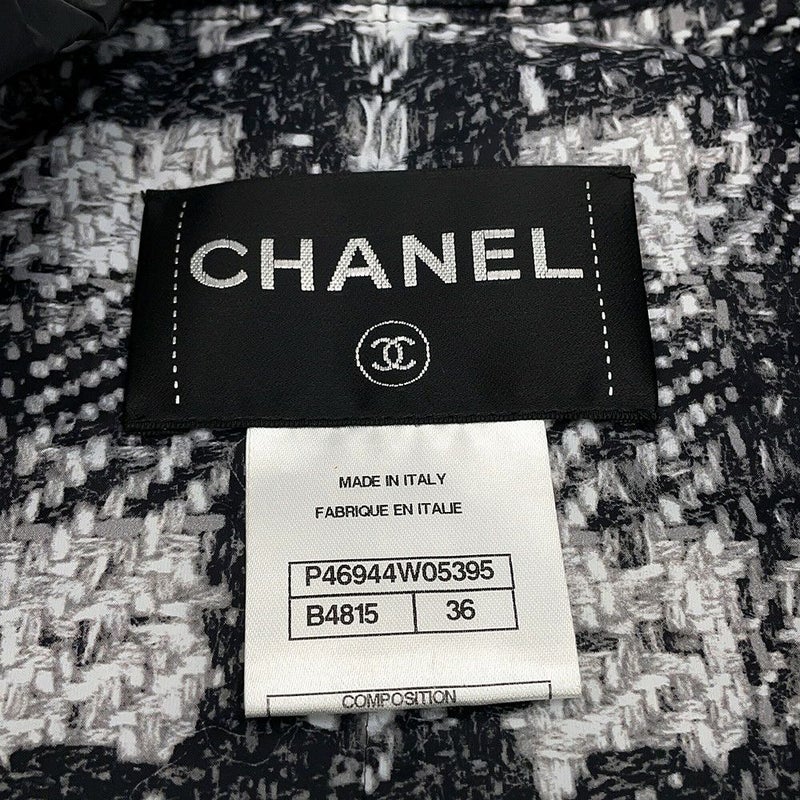 CHANEL
MADE IN ITALY
FABRIQUE EN ITALIE
P46944W05395
B4815 36
COMPOSITION